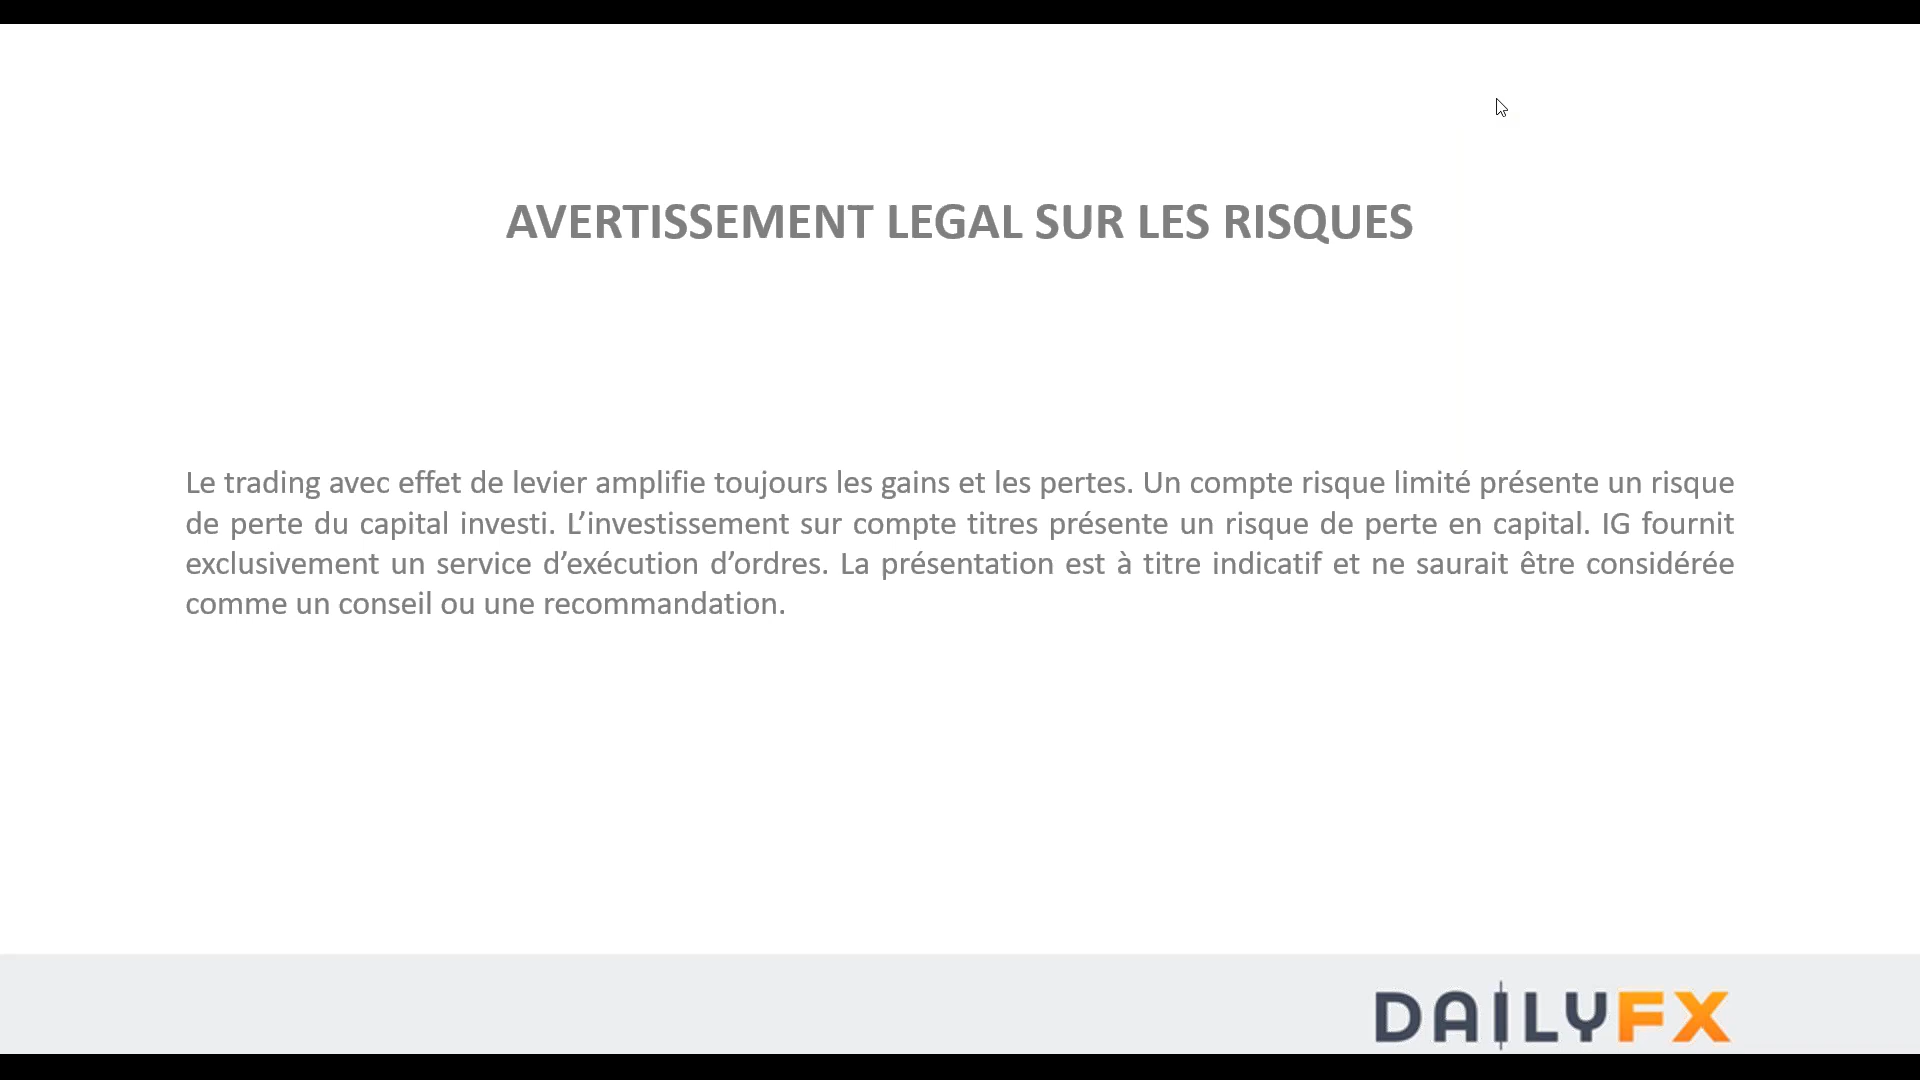 AVERTISSEMENT LEGAL SUR LES RISQUES
Le trading avec effet de levier amplifie toujours les gains et les pertes. Un compte risque limité présente un risque
de perte du capital investi. L’investissement sur compte titres présente un risque de perte en capital. IG fournit
exclusivement un service d’exécution d’ordres. La présentation est à titre indicatif et ne saurait être considérée
comme un conseil ou une recommandation.
DAILYFX